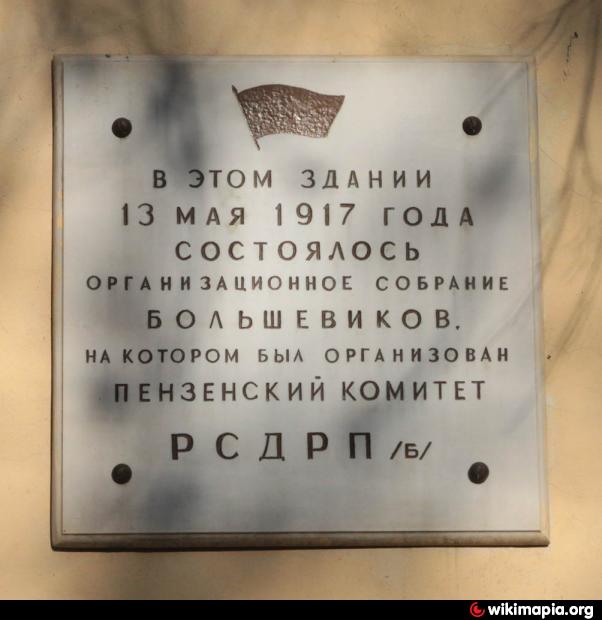 В ЭТОМ ЗДАНИИ
13 МАЯ 1917 ГОДА
СОСТОЯЛОСЬ
ОРГАНИЗАЦИОННОЕ СОБРАНИЕ
БОЛЬШЕВИКОВ,
НА КОТОРОМ БЫЛ ОРГАНИЗОВАН
ПЕНЗЕНСКИЙ КОМИТЕТ
РСДРП /Б/
wikimapia.org